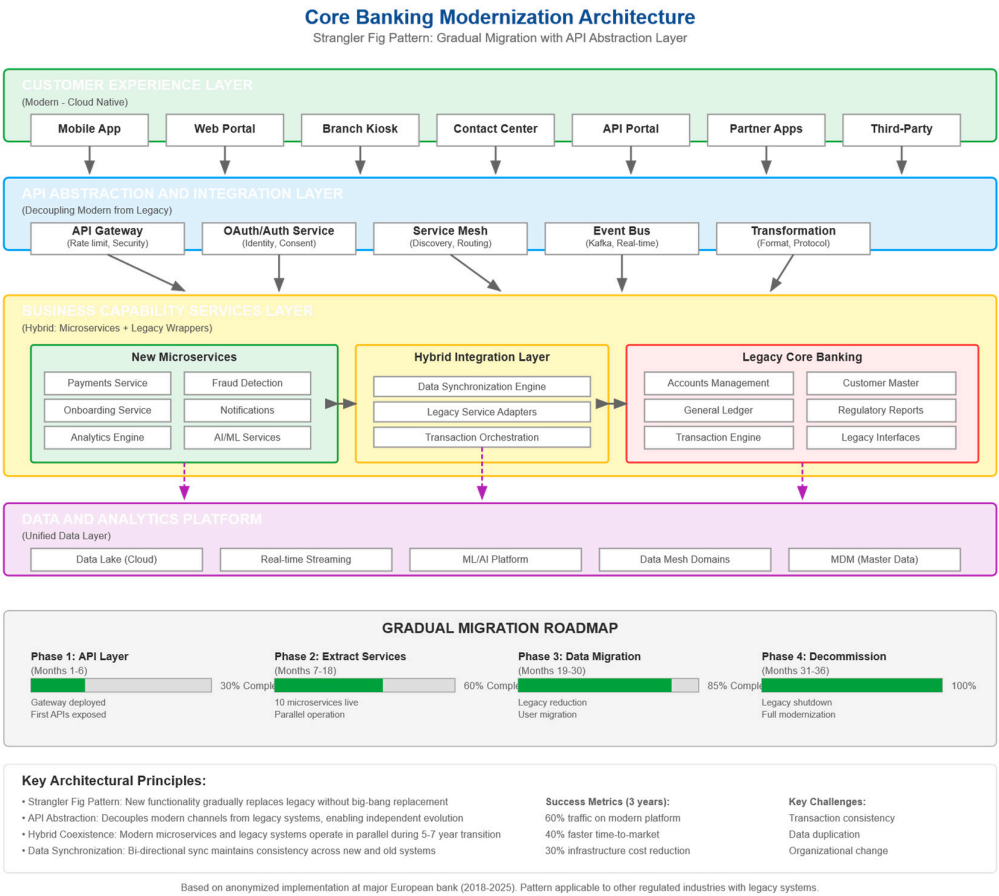 Core Banking Modernization Architecture
Strangler Fig Pattern: Gradual Migration with API Abstraction Layer
CUSTOMER EXPERIENCE LAYER
(Modern - Cloud Native)
Mobile App
Web Portal
Branch Kiosk
Contact Center
API Portal
Partner Apps
Third-Party
API ABSTRACTION AND INTEGRATION LAYER
(Decoupling Modern from Legacy)
API Gateway
(Rate limit, Security)
OAuth/Auth Service
(Identity, Consent)
Service Mesh
(Discovery, Routing)
Event Bus
(Kafka, Real-time)
Transformation
(Format, Protocol)
BUSINESS CAPABILITY SERVICES LAYER
(Hybrid: Microservices + Legacy Wrappers)
New Microservices
Payments Service
Fraud Detection
Onboarding Service
Notifications
Analytics Engine
AI/ML Services
Hybrid Integration Layer
Data Synchronization Engine
Legacy Service Adapters
Transaction Orchestration
Legacy Core Banking
Accounts Management
Customer Master
General Ledger
Regulatory Reports
Transaction Engine
Legacy Interfaces
DATA AND ANALYTICS PLATFORM
(Unified Data Layer)
Data Lake (Cloud)
Real-time Streaming
ML/AI Platform
Data Mesh Domains
MDM (Master Data)
GRADUAL MIGRATION ROADMAP
Phase 1: API Layer
(Months 1-6)
30% Comple
Gateway deployed
First APIs exposed
Phase 2: Extract Services
(Months 7-18)
60% Comple
10 microservices live
Parallel operation
Phase 3: Data Migration
(Months 19-30)
85% Comple
Legacy reduction
User migration
Phase 4: Decommission
(Months 31-36)
100%
Legacy shutdown
Full modernization
Key Architectural Principles:
• Strangler Fig Pattern: New functionality gradually replaces legacy without big-bang replacement
• API Abstraction: Decouples modern channels from legacy systems, enabling independent evolution
• Hybrid Coexistence: Modern microservices and legacy systems operate in parallel during 5-7 year transition
• Data Synchronization: Bi-directional sync maintains consistency across new and old systems
Success Metrics (3 years):
60% traffic on modern platform
40% faster time-to-market
30% infrastructure cost reduction
Key Challenges:
Transaction consistency
Data duplication
Organizational change
Based on anonymized implementation at major European bank (2018-2025). Pattern applicable to other regulated industries with legacy systems.